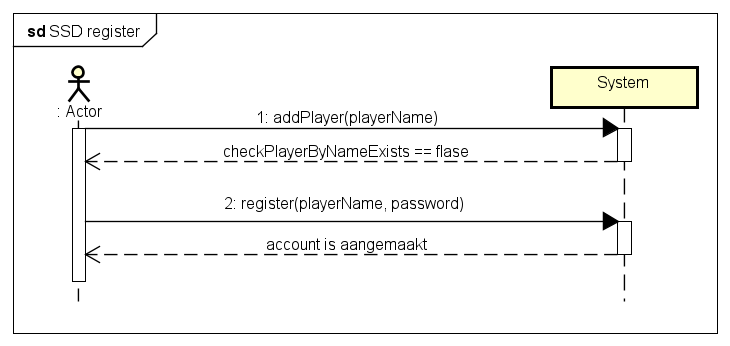 sd SSD register
: Actor
System
1: addPlayer(playerName)
checkPlayerByNameExists == flase
2: register(playerName, password)
account is aangemaakt